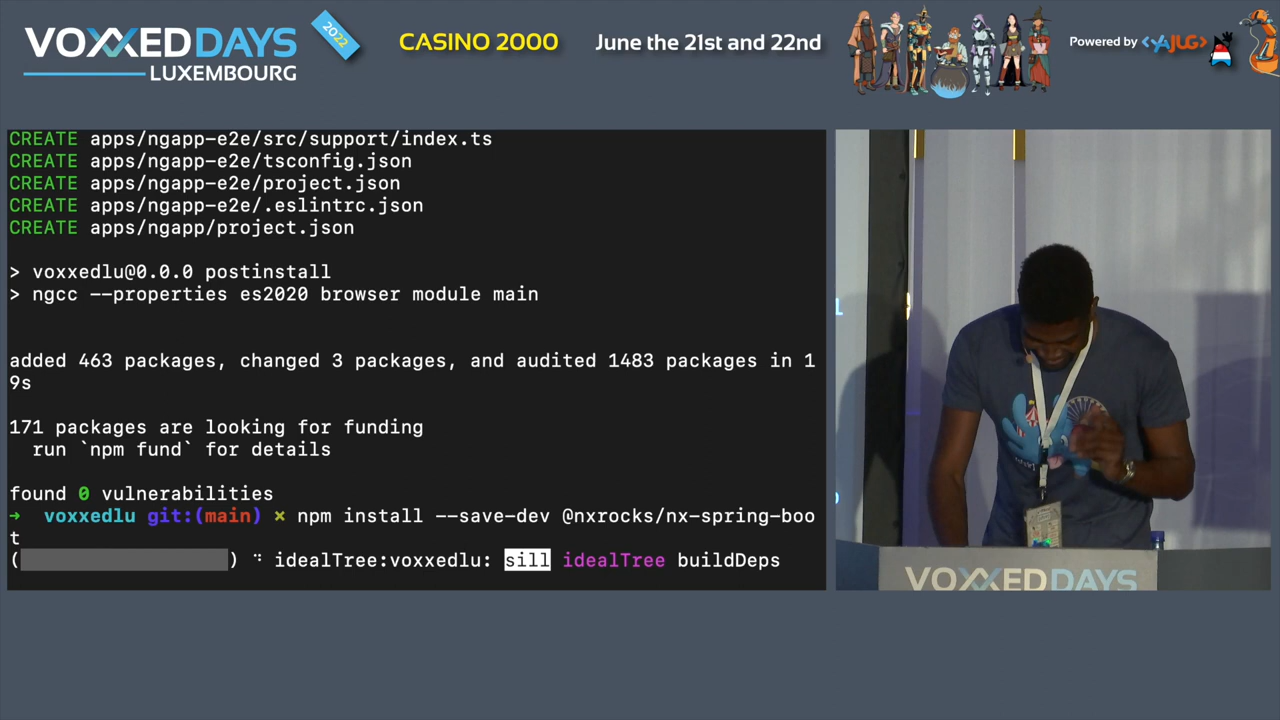 VOXXED DAYS
LUXEMBOURG
2022
CASINO 2000
June the 21st and 22nd
Powered by <YAJUG>
CREATE apps/ngapp-e2e/src/support/index.ts
CREATE apps/ngapp-e2e/tsconfig.json
CREATE apps/ngapp-e2e/project.json
CREATE apps/ngapp-e2e/.eslintrc.json
CREATE apps/ngapp/project.json
> voxxedlu@0.0.0 postinstall
> ngcc --properties es2020 browser module main
added 463 packages, changed 3 packages, and audited 1483 packages in 1
9s
171 packages are looking for funding
run `npm fund` for details
found 0 vulnerabilities
→ voxxedlu git:(main) × npm install --save-dev @nxrocks/nx-spring-boo
t
( ) ⠙ idealTree:voxxedlu: sill idealTree buildDeps
VOXXED DAYS